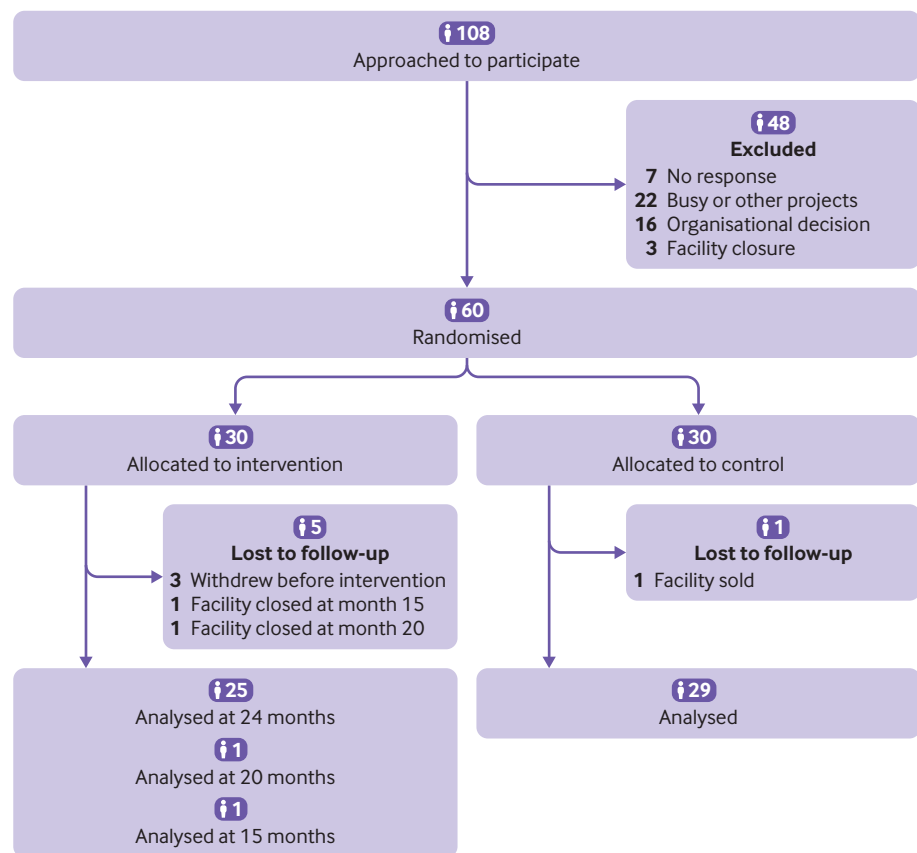 108
Approached to participate
48
Excluded
7 No response
22 Busy or other projects
16 Organisational decision
3 Facility closure
60
Randomised
30
Allocated to intervention
30
Allocated to control
5
Lost to follow-up
3 Withdrew before intervention
1 Facility closed at month 15
1 Facility closed at month 20
1
Lost to follow-up
1 Facility sold
25
Analysed at 24 months
1
Analysed at 20 months
1
Analysed at 15 months
29
Analysed